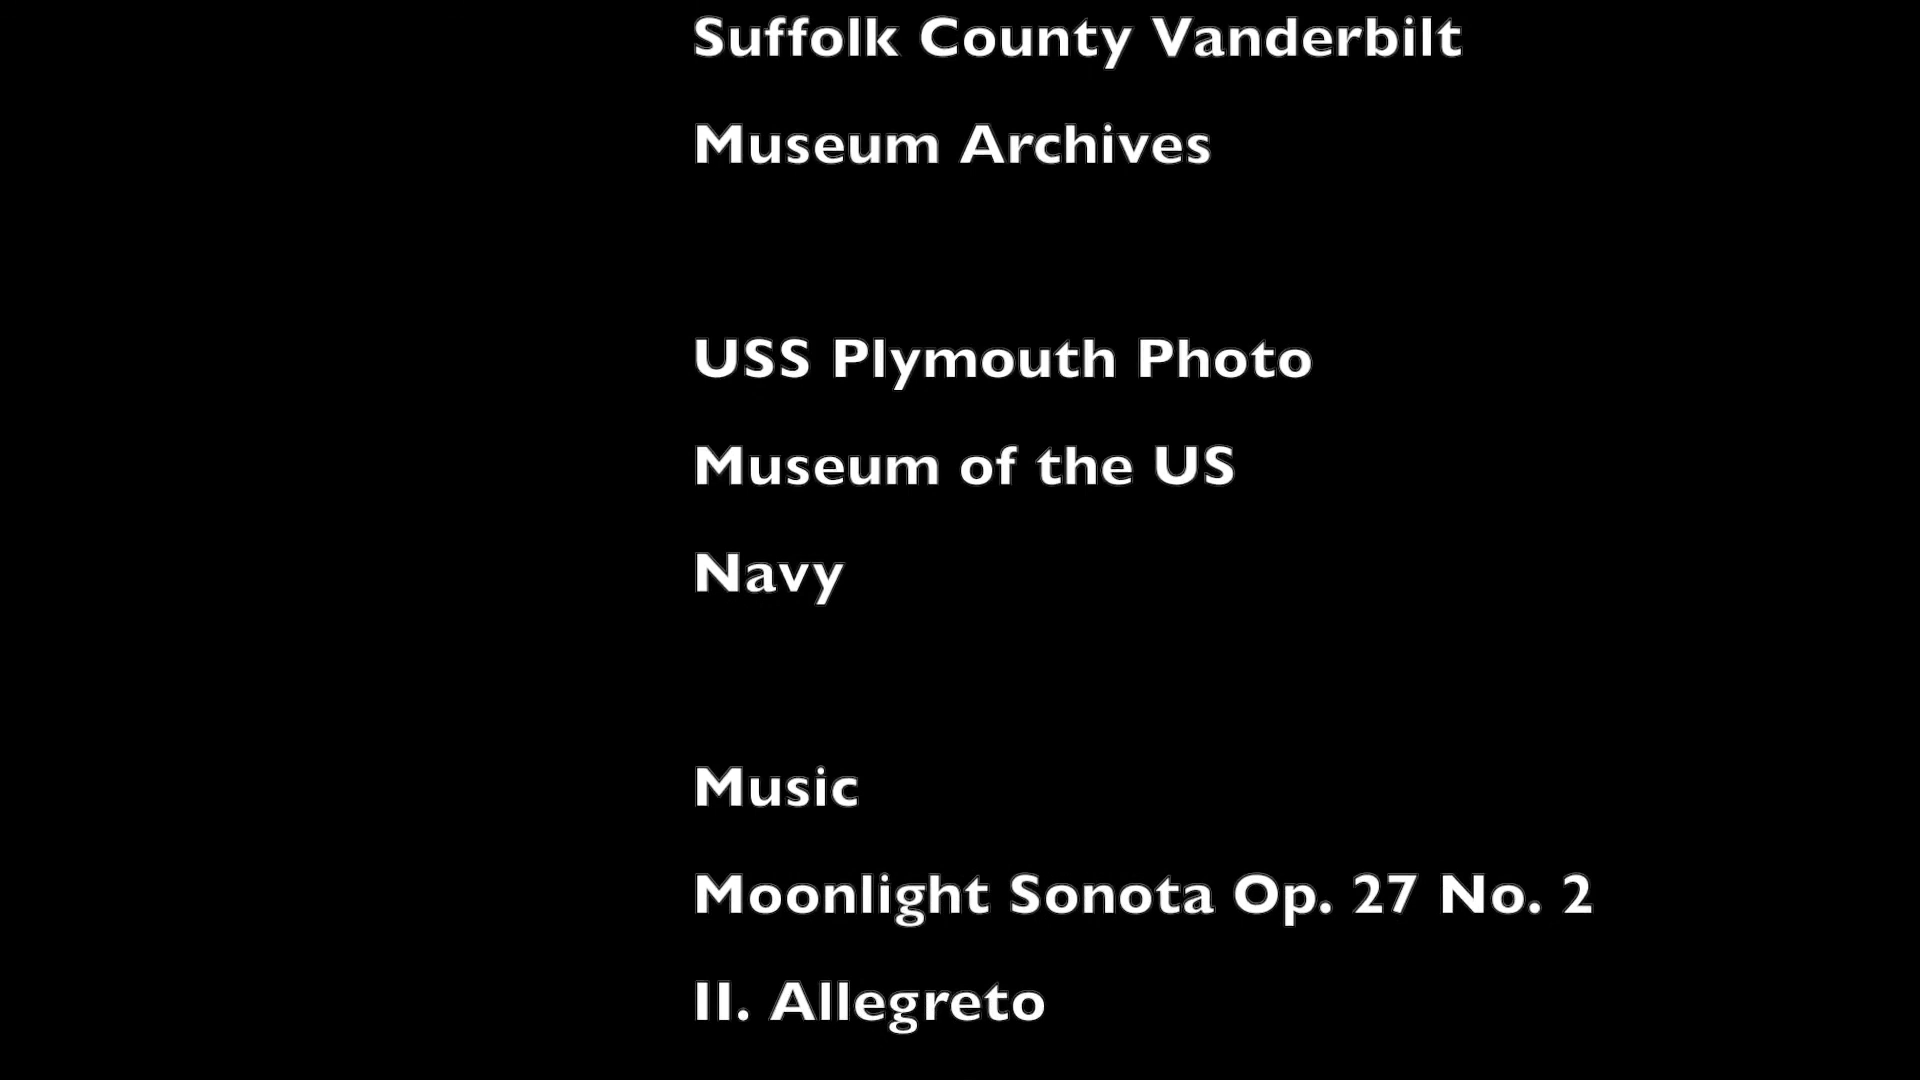 Suffolk County Vanderbilt
Museum Archives
USS Plymouth Photo
Museum of the US
Navy
Music
Moonlight Sonota Op. 27 No. 2
II. Allegreto